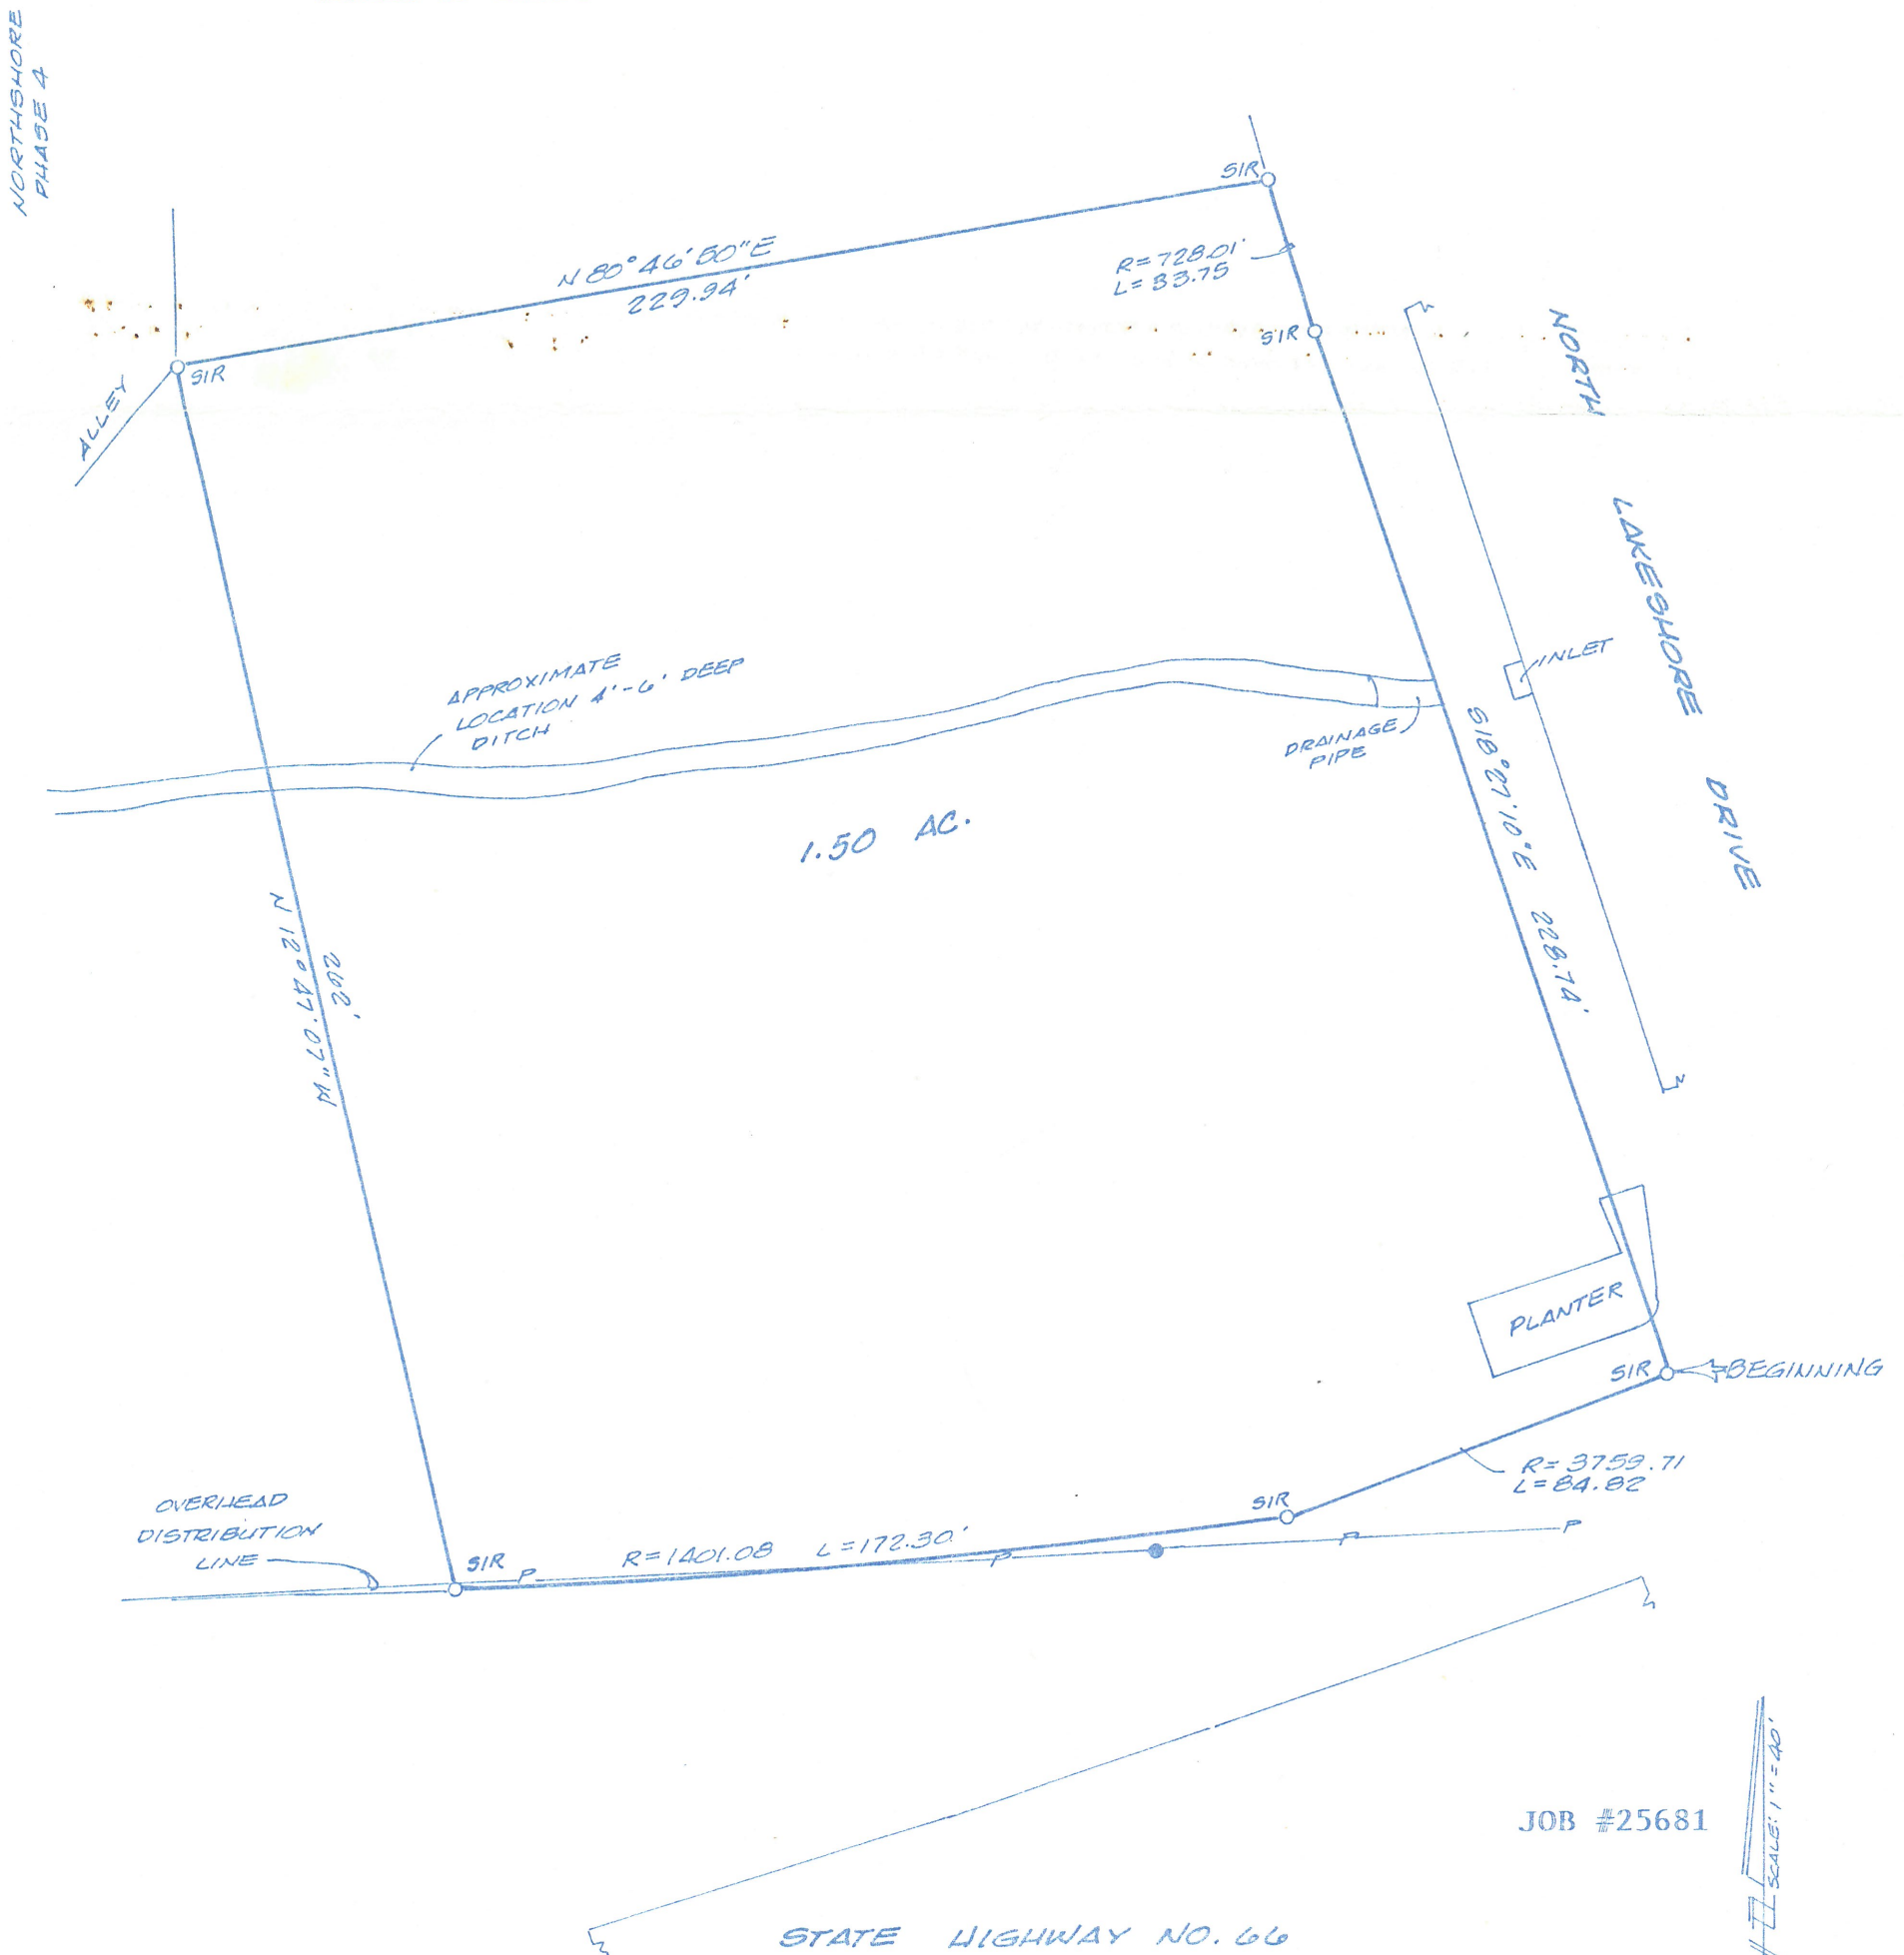 NORTHSHORE
PHASE 4
SIR
N 80° 46' 50" E
229.94'
R=728.01'
L=33.75
SIR
SIR
ALLEY
NORTH LAKESHORE DRIVE
INLET
APPROXIMATE
LOCATION 4'-6' DEEP
DITCH
DRAINAGE
PIPE
S 18° 27' 10" E 228.74'
1.50 AC.
262'
N 12° 47' 07" W
PLANTER
SIR
BEGINNING
R=3759.71
L=84.82
OVERHEAD
DISTRIBUTION
LINE
SIR
SIR
P
R=1401.08 L=172.30'
P
P
P
JOB #25681
SCALE: 1" = 40'
STATE HIGHWAY NO. 66